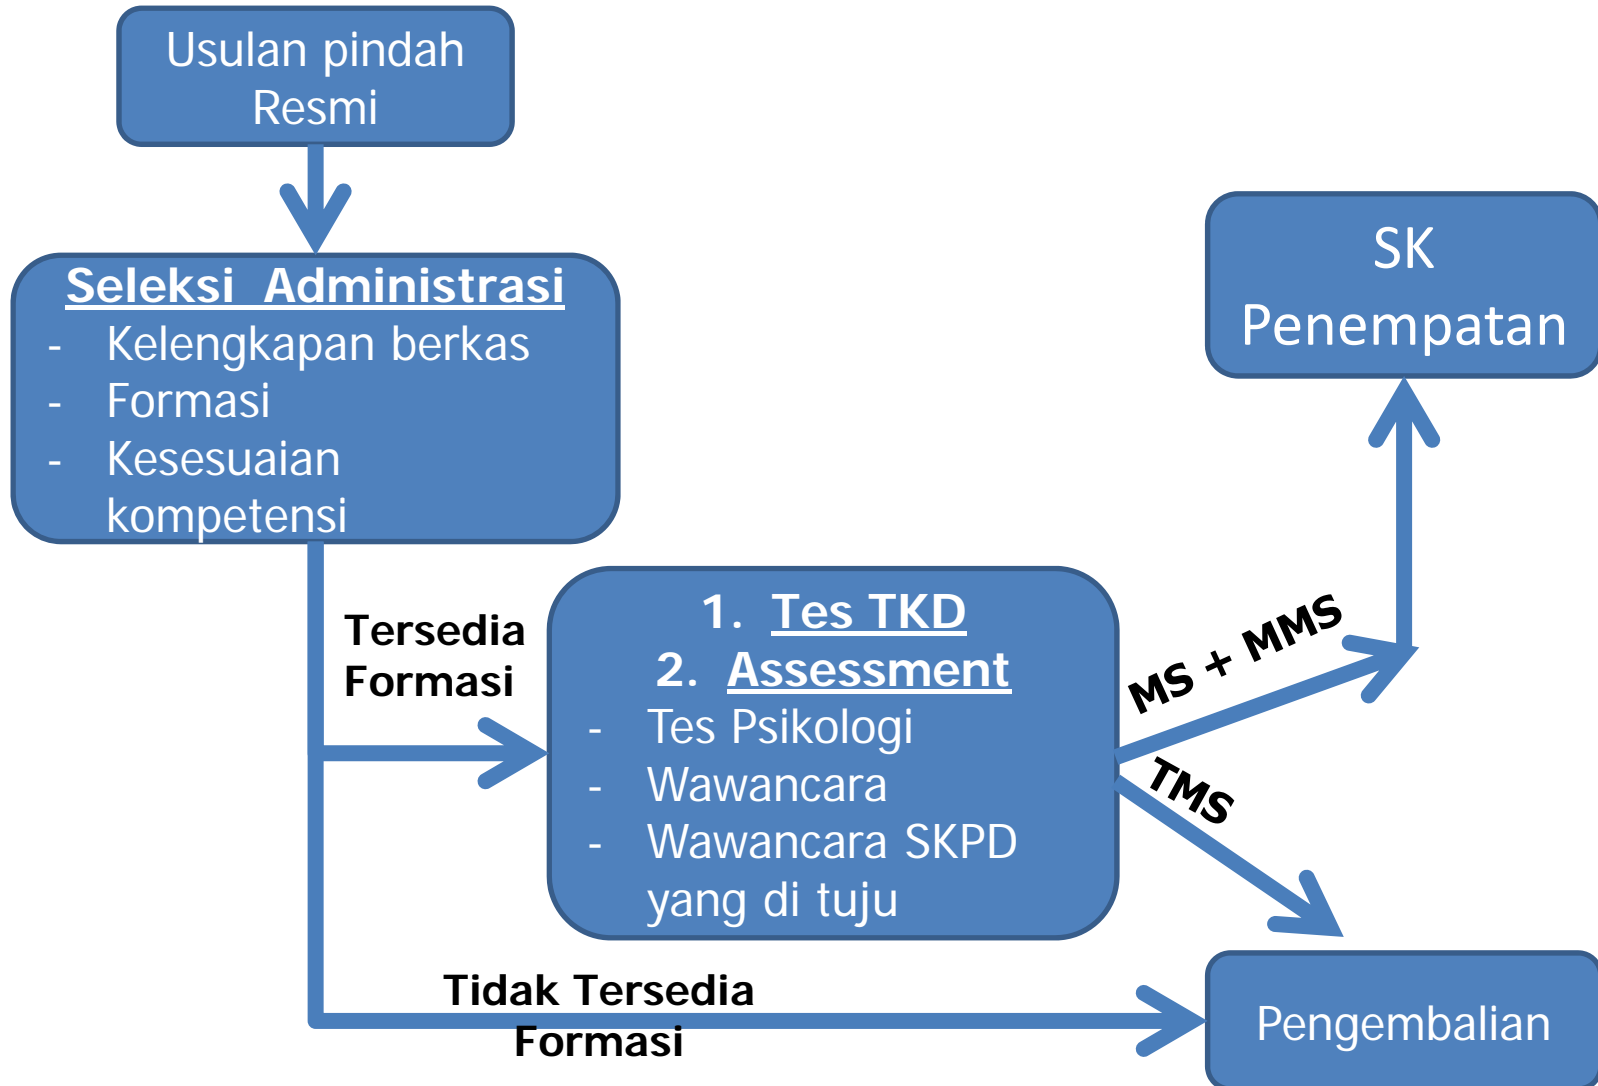 Usulan pindah
Resmi
Seleksi Administrasi
- Kelengkapan berkas
- Formasi
- Kesesuaian
kompetensi
Tersedia
Formasi
1. Tes TKD
2. Assessment
- Tes Psikologi
- Wawancara
- Wawancara SKPD
yang di tuju
MS + MMS
SK
Penempatan
TMS
Tidak Tersedia
Formasi
Pengembalian